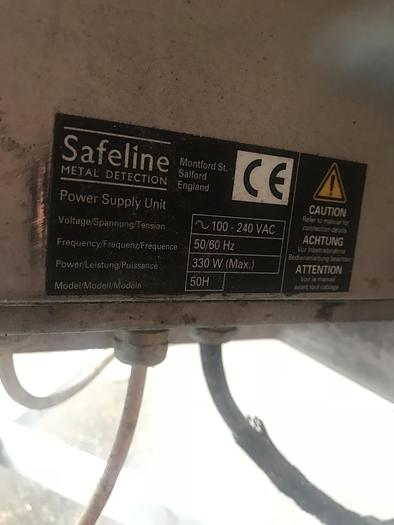 Safeline
METAL DETECTION
Montford St.
Salford
England
CE
Power Supply Unit
Voltage/Spannung/Tension
~ 100 - 240 VAC
Frequency/Frequenz/Fréquence
50/60 Hz
Power/Leistung/Puissance
330 W (Max.)
Model/Modell/Modèle
50H
CAUTION
Refer to manual for
connection details
ACHTUNG
Vor Inbetriebnahme
Bedienanleitung beachten
ATTENTION
Voir le manuel
avant tout câblage